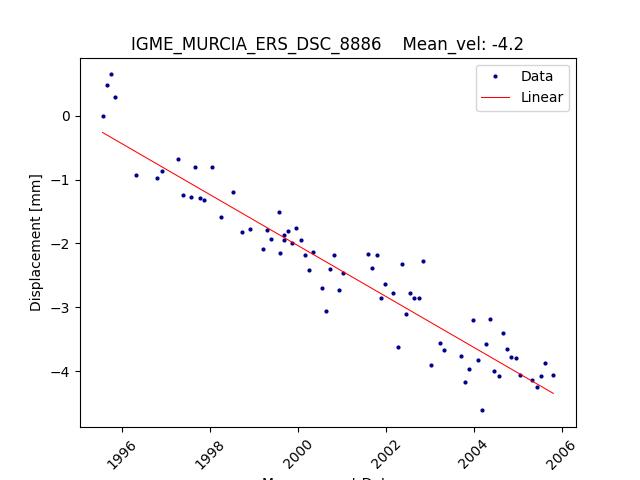 IGME_MURCIA_ERS_DSC_8886 Mean_vel: -4.2
Data
Linear
Displacement [mm]
0
−1
−2
−3
−4
1996
1998
2000
2002
2004
2006